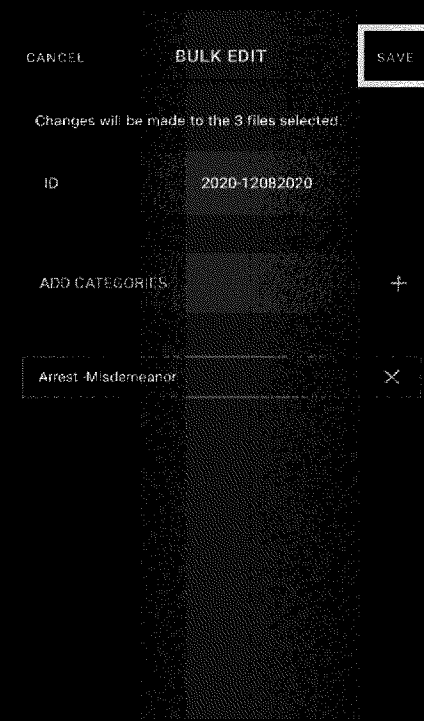 CANCEL BULK EDIT SAVE
Changes will be made to the 3 files selected.
ID 2020-12082020
ADD CATEGORIES +
Arrest -Misdemeanor ×